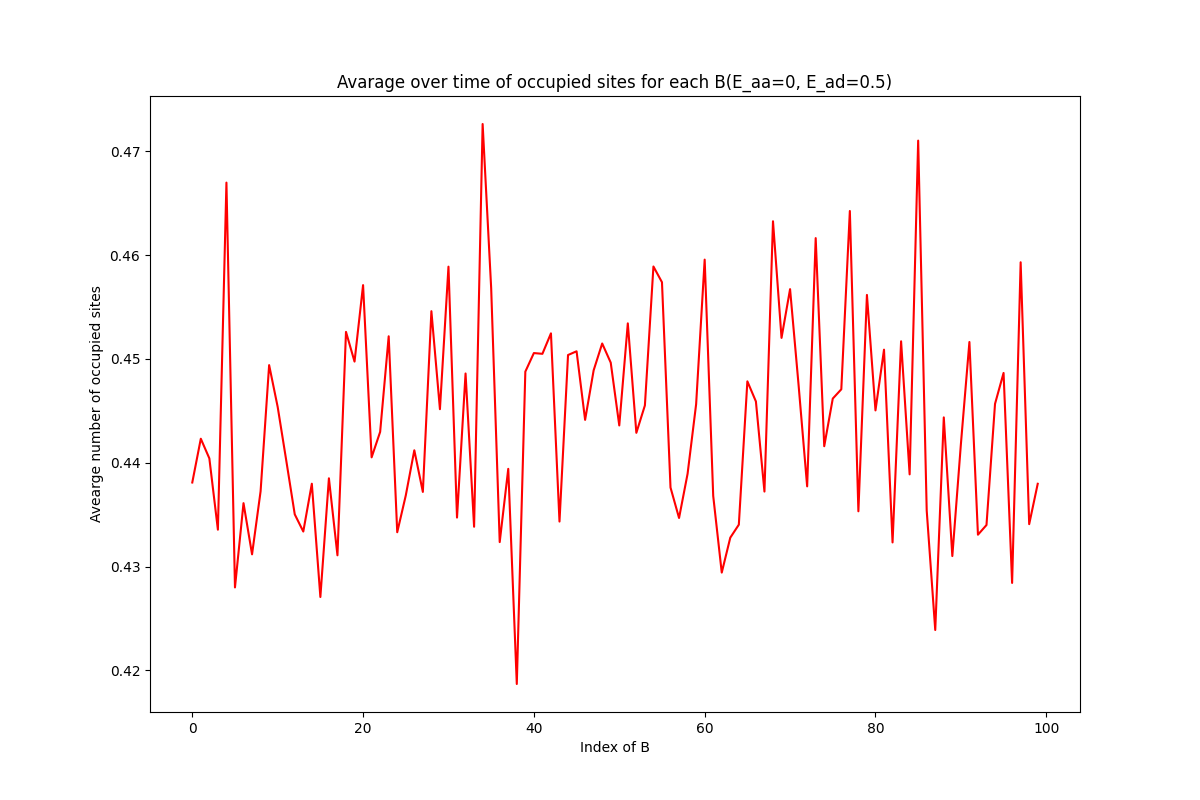 Avarage over time of occupied sites for each B(E_aa=0, E_ad=0.5)
0.47
0.46
0.45
0.44
0.43
0.42
Avearge number of occupied sites
0 20 40 60 80 100
Index of B